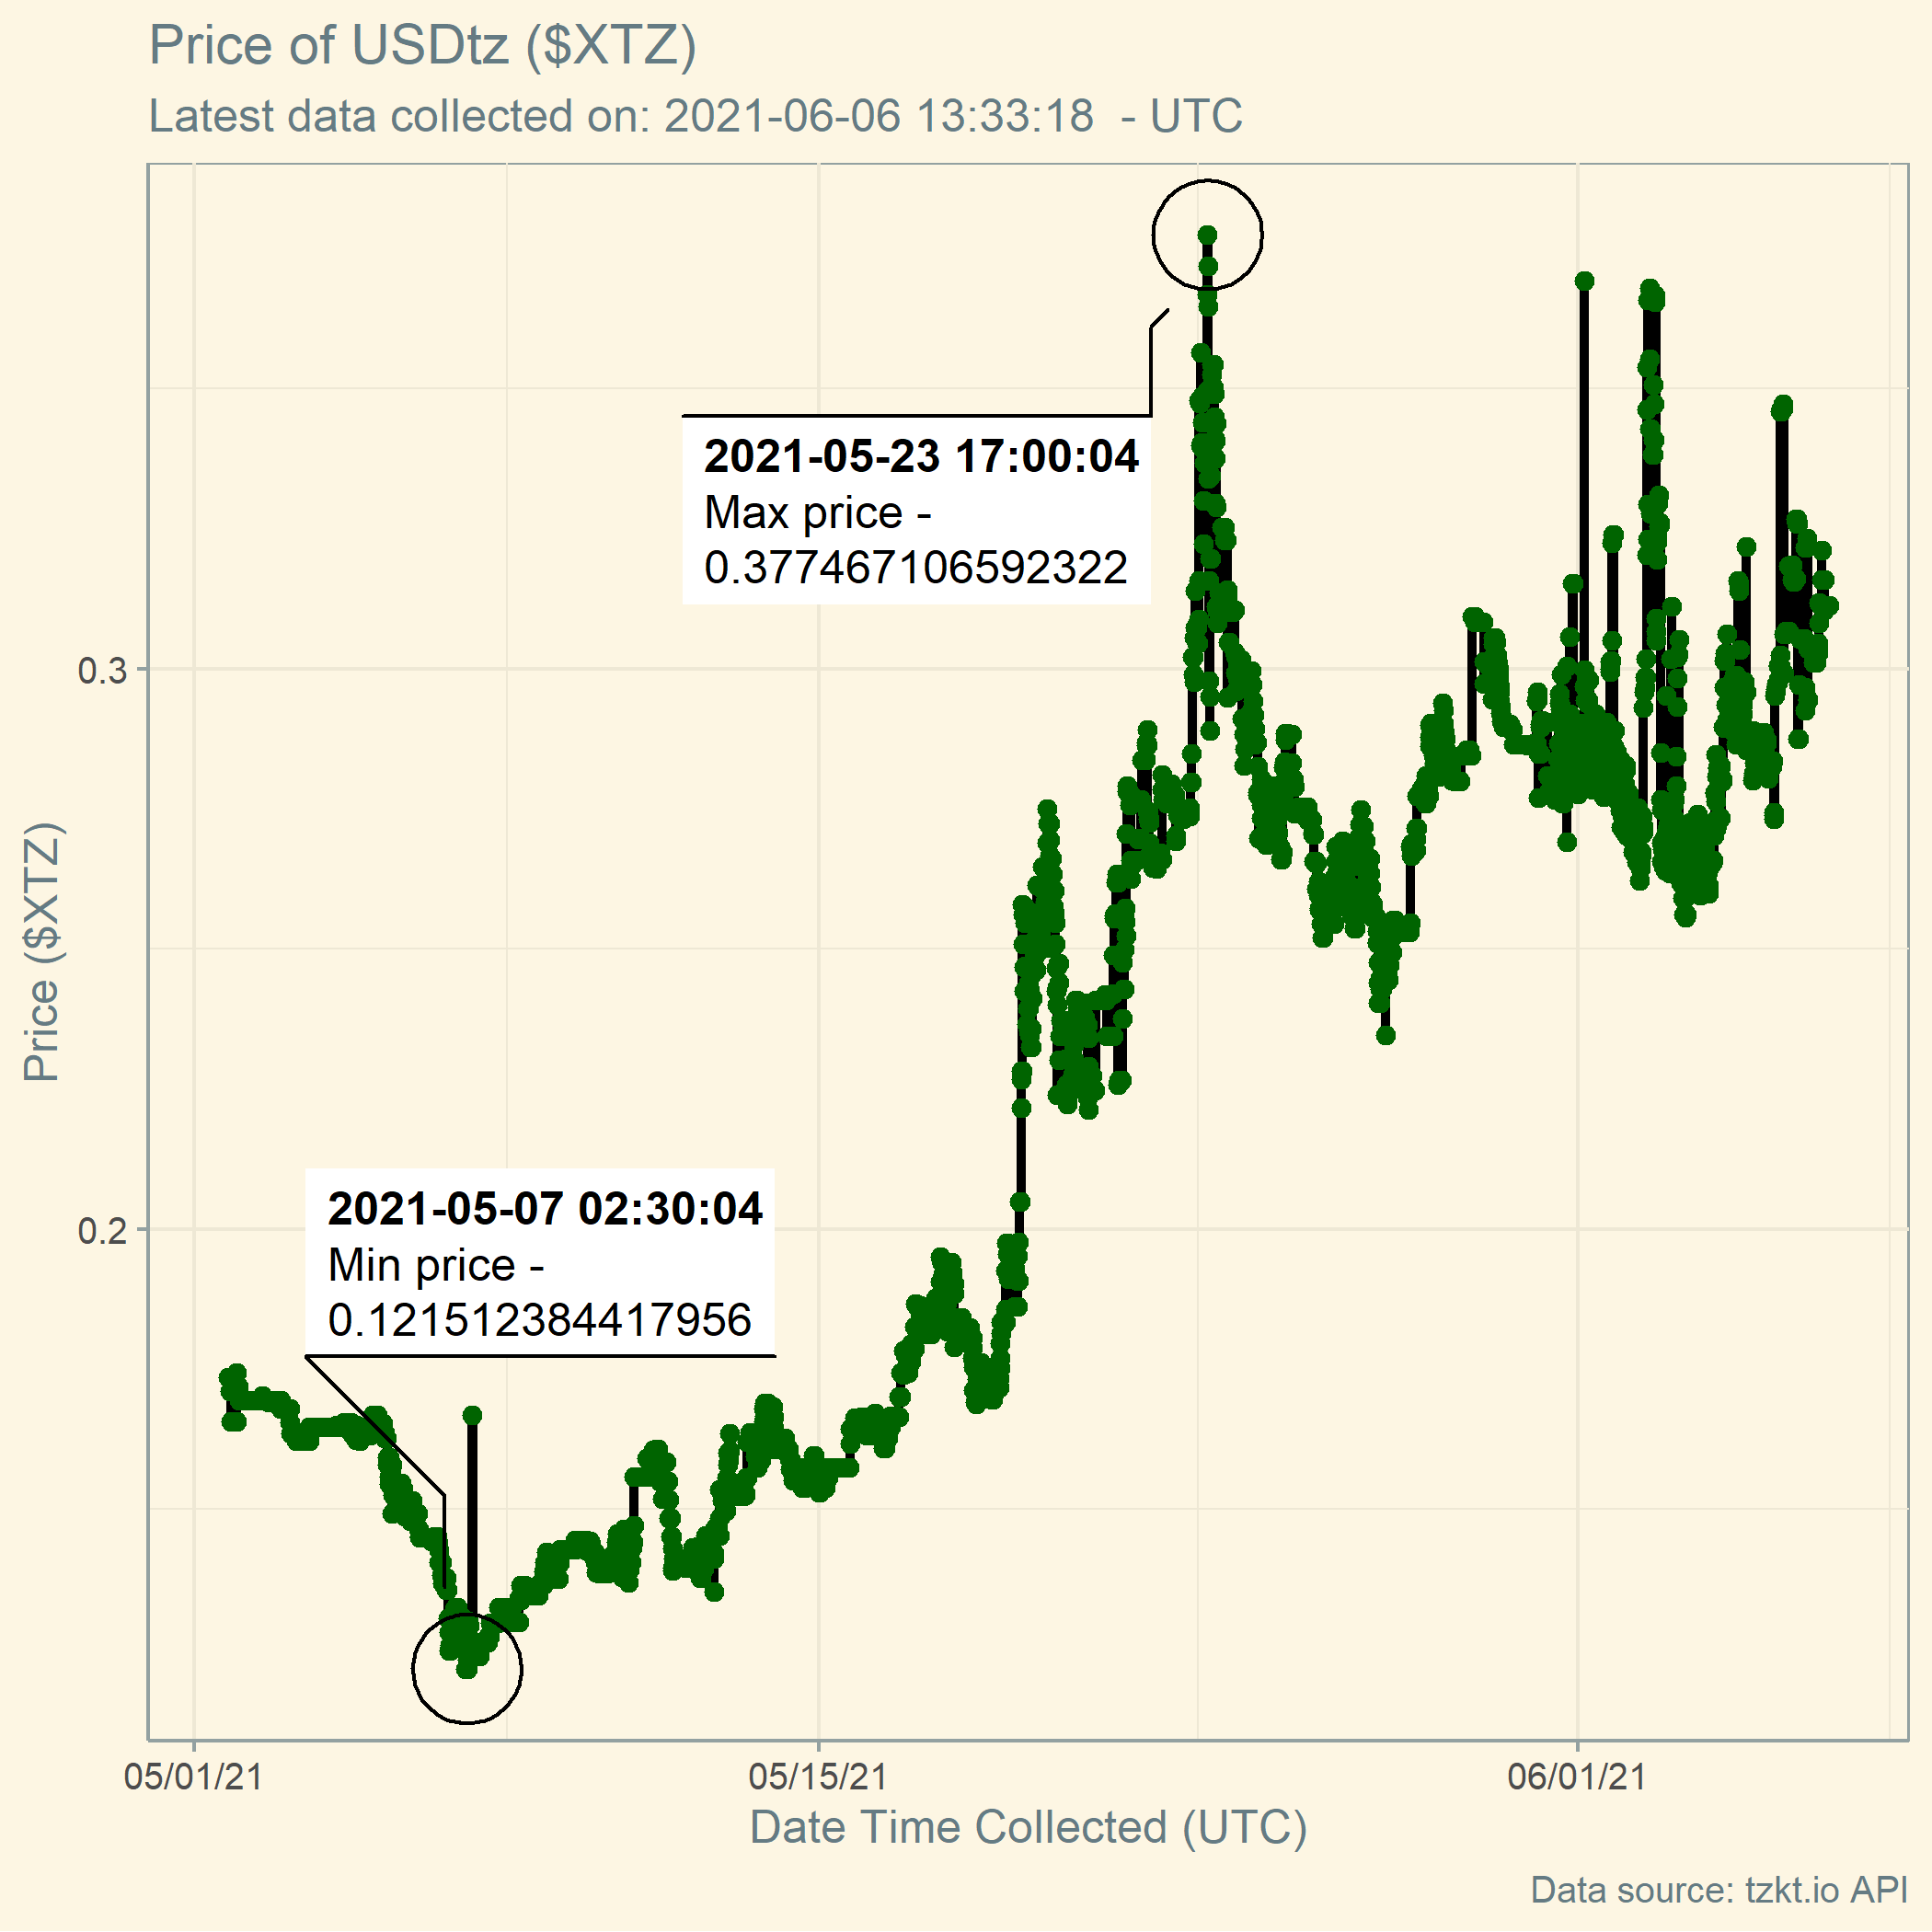 Price of USDtz ($XTZ)
Latest data collected on: 2021-06-06 13:33:18  - UTC
2021-05-23 17:00:04
Max price -
0.377467106592322
0.3
Price ($XTZ)
2021-05-07 02:30:04
Min price -
0.121512384417956
0.2
05/01/21
05/15/21
06/01/21
Date Time Collected (UTC)
Data source: tzkt.io API